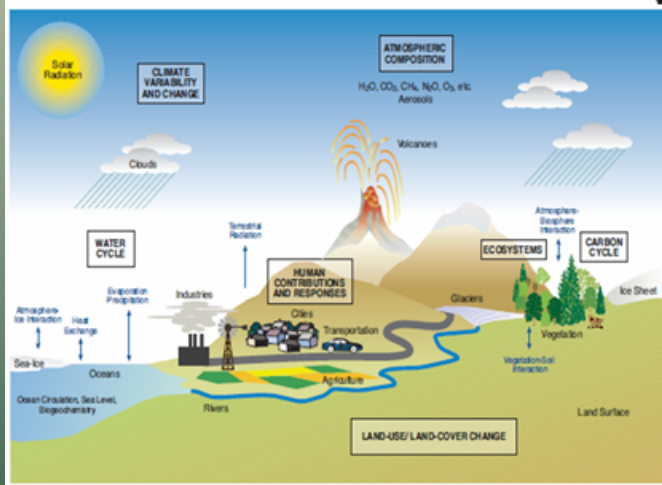 Solar
Radiation
CLIMATE
VARIABILITY
AND CHANGE
ATMOSPHERIC
COMPOSITION
H₂O, CO₂, CH₄, N₂O, O₃, etc.
Aerosols
Volcanoes
Clouds
Terrestrial
Radiation
Atmosphere-
Biosphere
Interaction
WATER
CYCLE
ECOSYSTEMS
CARBON
CYCLE
HUMAN
CONTRIBUTIONS
AND RESPONSES
Evaporation
Precipitation
Industries
Cities
Glaciers
Ice Sheet
Atmosphere-
Ice Interaction
Heat
Exchange
Transportation
Vegetation
Sea-Ice
Oceans
Vegetation-Soil
Interaction
Agriculture
Ocean Circulation, Sea Level,
Biogeochemistry
Rivers
Land Surface
LAND-USE/ LAND-COVER CHANGE